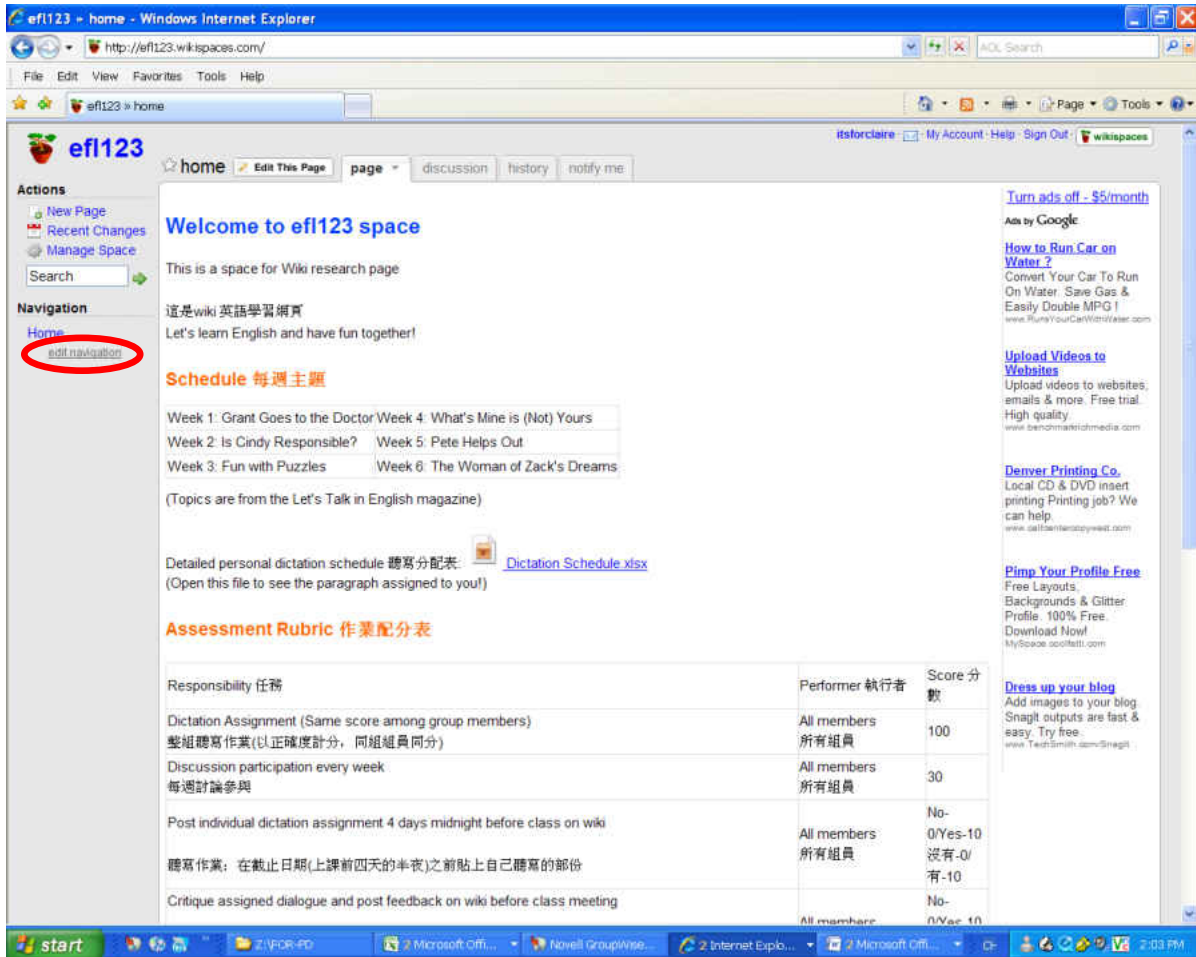 efl123 » home - Windows Internet Explorer
http://efl123.wikispaces.com/
AOL Search
File Edit View Favorites Tools Help
efl123 » home
Page Tools
efl123
itsforclaire · My Account · Help · Sign Out · wikispaces
home Edit This Page page discussion history notify me
Actions
New Page
Recent Changes
Manage Space
Search
Navigation
Home
edit navigation
Welcome to efl123 space
This is a space for Wiki research page
這是wiki 英語學習網頁
Let's learn English and have fun together!
Schedule 每週主題
Week 1: Grant Goes to the Doctor Week 4: What's Mine is (Not) Yours
Week 2: Is Cindy Responsible? Week 5: Pete Helps Out
Week 3: Fun with Puzzles Week 6: The Woman of Zack's Dreams
(Topics are from the Let's Talk in English magazine)
Detailed personal dictation schedule 聽寫分配表: Dictation Schedule.xlsx
(Open this file to see the paragraph assigned to you!)
Assessment Rubric 作業配分表
Responsibility 任務 Performer 執行者 Score 分
數
Dictation Assignment (Same score among group members)
整組聽寫作業(以正確度計分，同組組員同分)
All members
所有組員
100
Discussion participation every week
每週討論參與
All members
所有組員
30
Post individual dictation assignment 4 days midnight before class on wiki
聽寫作業；在截止日期(上課前四天的半夜)之前貼上自己聽寫的部份
All members
所有組員
No-
0/Yes-10
沒有-0/
有-10
Critique assigned dialogue and post feedback on wiki before class meeting
All members
No-
0/Yes 10
Turn ads off - $5/month
Ads by Google
How to Run Car on
Water ?
Convert Your Car To Run
On Water. Save Gas &
Easily Double MPG !
www.RunsYourCarWithWater.com
Upload Videos to
Websites
Upload videos to websites,
emails & more. Free trial.
High quality.
www.benchmarkrichmedia.com
Denver Printing Co.
Local CD & DVD insert
printing Printing job? We
can help.
Pimp Your Profile Free
Free Layouts,
Backgrounds & Glitter
Profile. 100% Free.
Download Now!
Dress up your blog
Add images to your blog.
SnagIt outputs are fast &
easy. Try free.
www.TechSmith.com/SnagIt
start Z:\FOR-PD 2 Microsoft Offi... Novell GroupWise... 2 Internet Explo... 2 Microsoft Offi... 2:03 PM